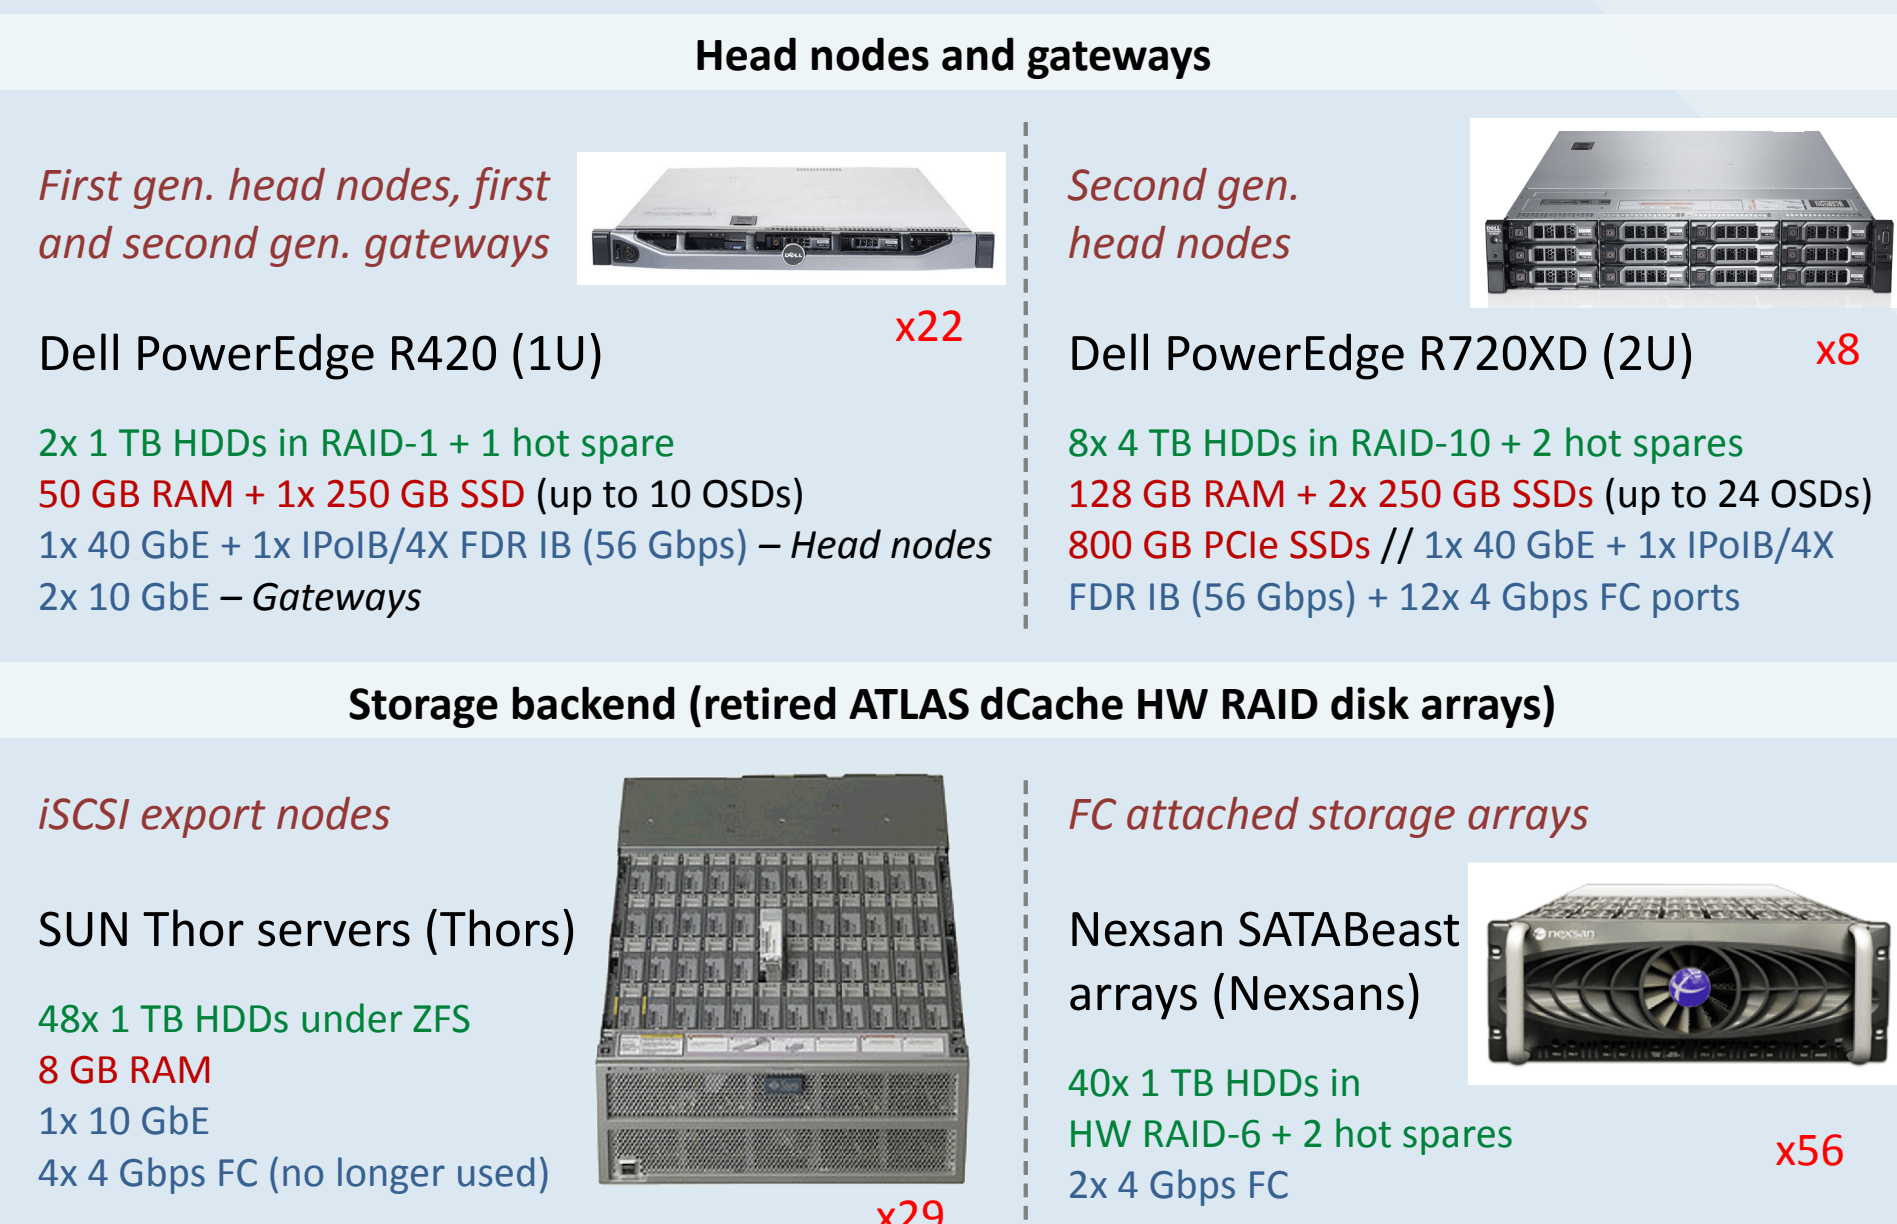 Head nodes and gateways
First gen. head nodes, first
and second gen. gateways
DELL
x22
Dell PowerEdge R420 (1U)
2x 1 TB HDDs in RAID-1 + 1 hot spare
50 GB RAM + 1x 250 GB SSD (up to 10 OSDs)
1x 40 GbE + 1x IPoIB/4X FDR IB (56 Gbps) – Head nodes
2x 10 GbE – Gateways
Second gen.
head nodes
DELL
Dell PowerEdge R720XD (2U)
x8
8x 4 TB HDDs in RAID-10 + 2 hot spares
128 GB RAM + 2x 250 GB SSDs (up to 24 OSDs)
800 GB PCIe SSDs // 1x 40 GbE + 1x IPoIB/4X
FDR IB (56 Gbps) + 12x 4 Gbps FC ports
Storage backend (retired ATLAS dCache HW RAID disk arrays)
iSCSI export nodes
SUN Thor servers (Thors)
48x 1 TB HDDs under ZFS
8 GB RAM
1x 10 GbE
4x 4 Gbps FC (no longer used)
x29
FC attached storage arrays
Nexsan SATABeast
arrays (Nexsans)
nexsan
40x 1 TB HDDs in
HW RAID-6 + 2 hot spares
2x 4 Gbps FC
x56